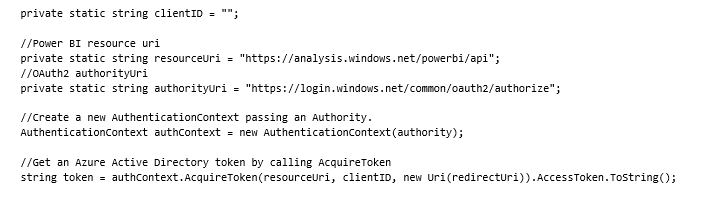 private static string clientID = "";
//Power BI resource uri
private static string resourceUri = "https://analysis.windows.net/powerbi/api";
//OAuth2 authorityUri
private static string authorityUri = "https://login.windows.net/common/oauth2/authorize";
//Create a new AuthenticationContext passing an Authority.
AuthenticationContext authContext = new AuthenticationContext(authority);
//Get an Azure Active Directory token by calling AcquireToken
string token = authContext.AcquireToken(resourceUri, clientID, new Uri(redirectUri)).AccessToken.ToString();